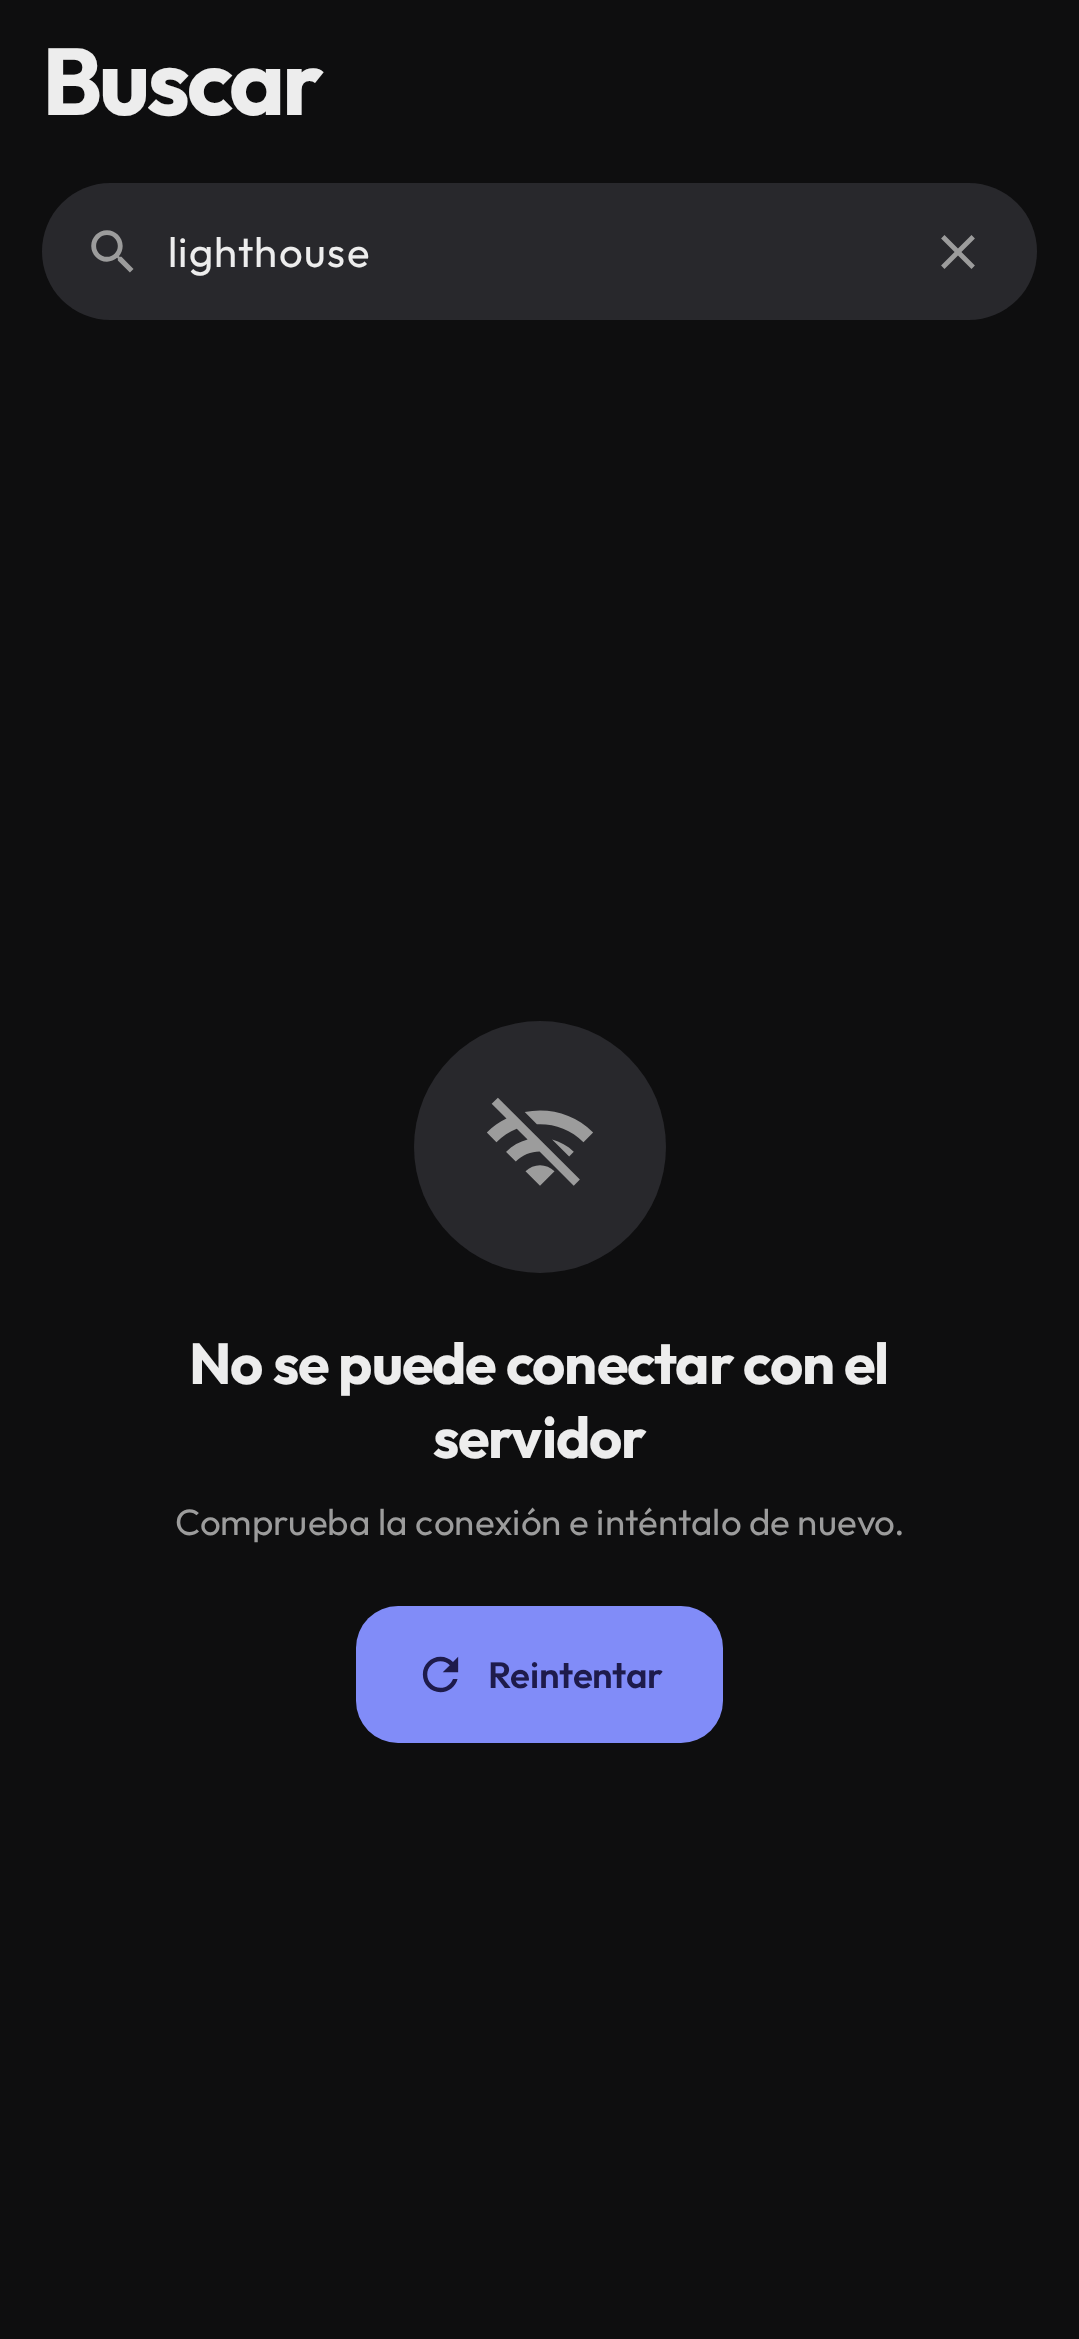 Buscar
lighthouse
No se puede conectar con el
servidor
Comprueba la conexión e inténtalo de nuevo.
Reintentar